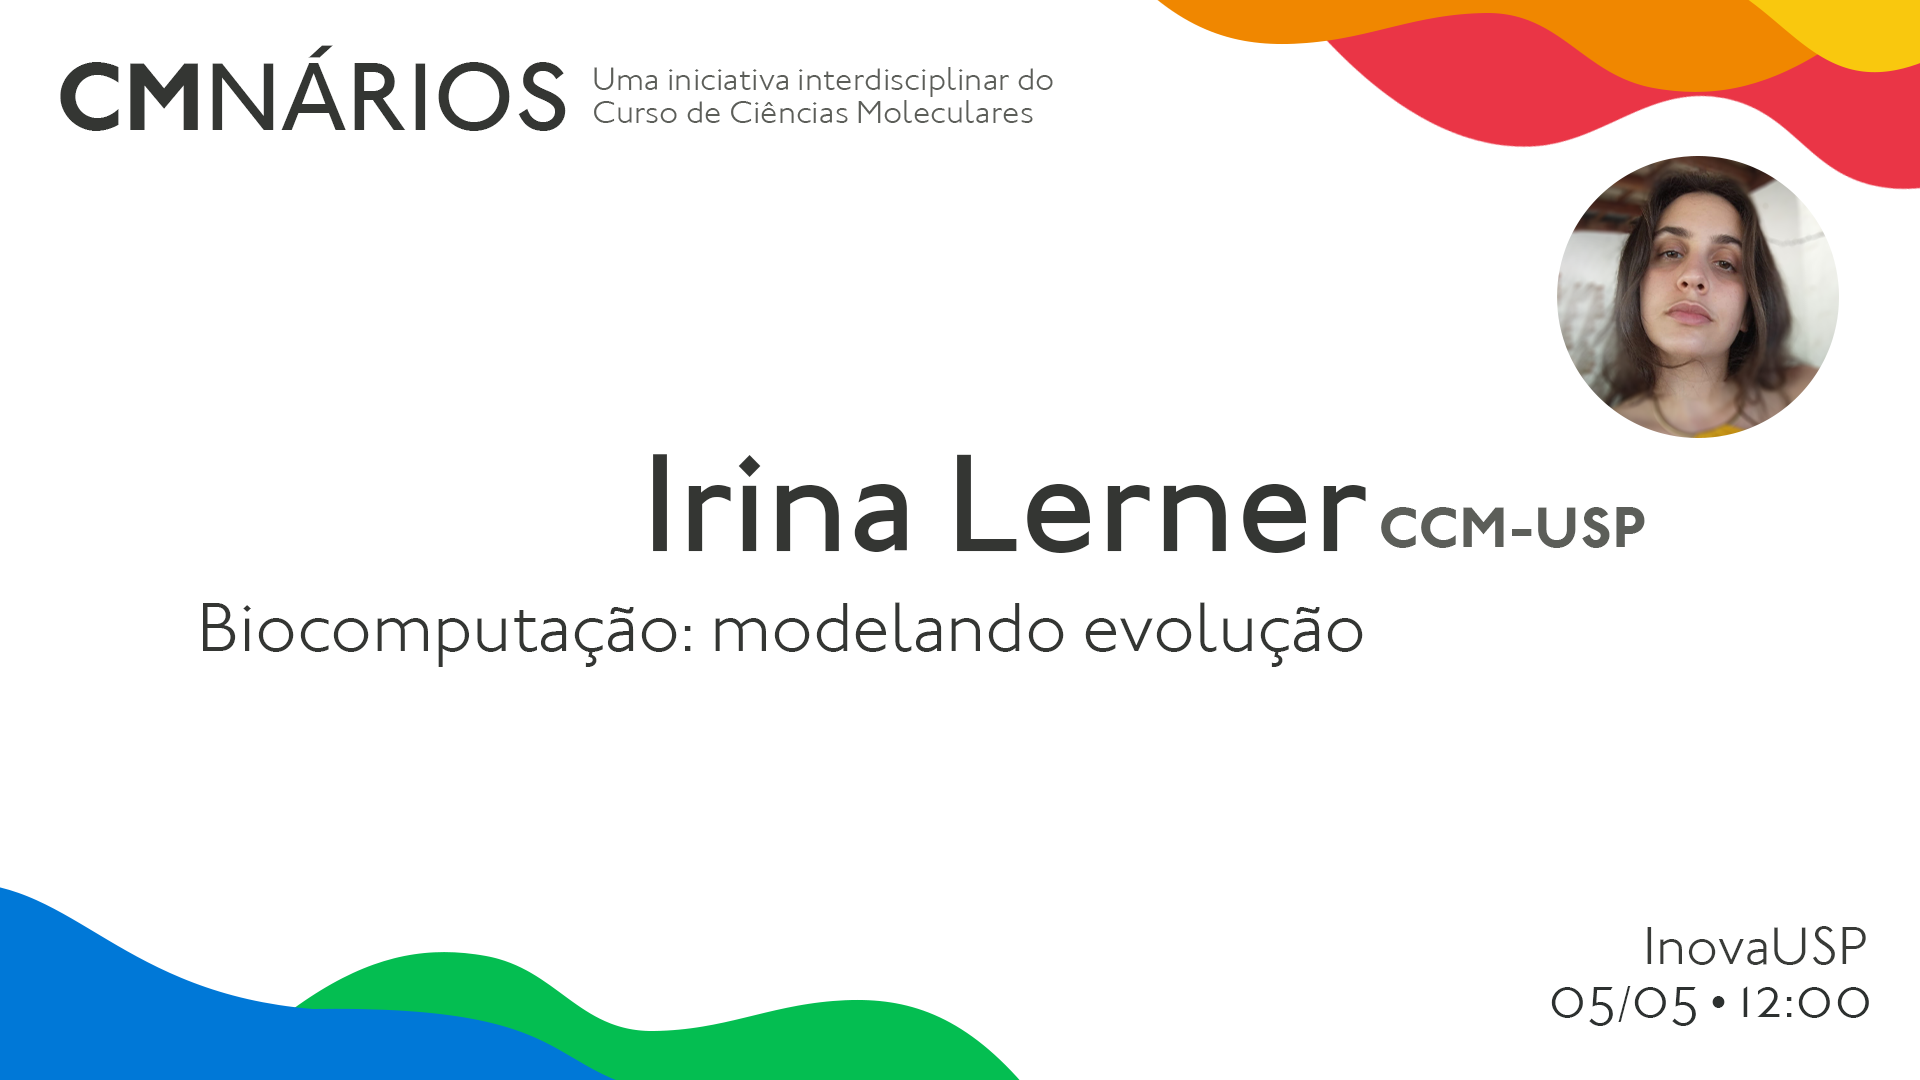 CMNÁRIOS
Uma iniciativa interdisciplinar do
Curso de Ciências Moleculares
Irina Lerner CCM-USP
Biocomputação: modelando evolução
InovaUSP
05/05 • 12:00